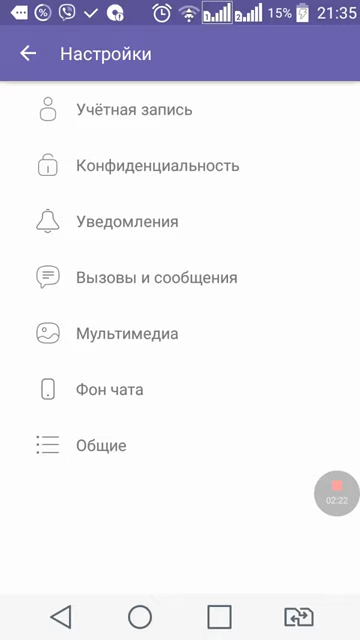 15% 21:35
Настройки
Учётная запись
Конфиденциальность
Уведомления
Вызовы и сообщения
Мультимедиа
Фон чата
Общие
02:22